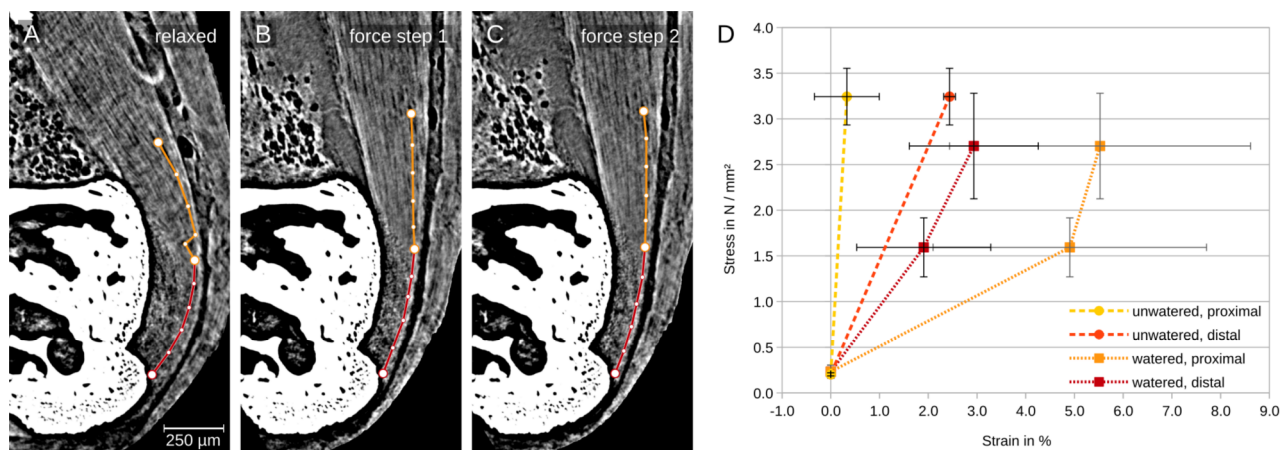 A
relaxed
250 µm
B
force step 1
C
force step 2
D
Stress in N / mm²
4.0
3.5
3.0
2.5
2.0
1.5
1.0
0.5
0.0
-1.0 0.0 1.0 2.0 3.0 4.0 5.0 6.0 7.0 8.0 9.0
Strain in %
unwatered, proximal
unwatered, distal
watered, proximal
watered, distal